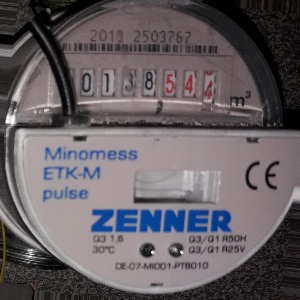 2013 2503767
0138544 m³
Minomess
ETK-M
pulse
CE
ZENNER
Q3 1,6 Q3/Q1 R50H
30°C Q3/Q1 R25V
DE-07-MI001-PTB010